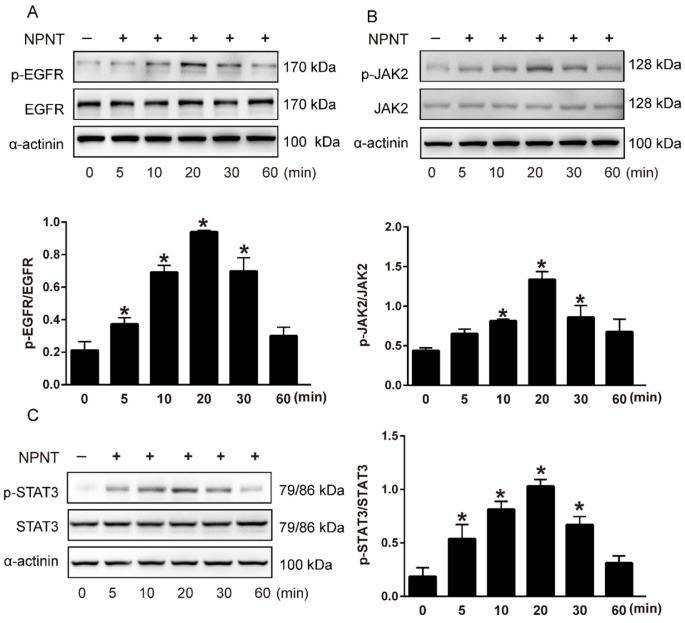 A
NPNT – + + + + +
p-EGFR 170 kDa
EGFR 170 kDa
α-actinin 100 kDa
0 5 10 20 30 60 (min)
B
NPNT – + + + + +
p-JAK2 128 kDa
JAK2 128 kDa
α-actinin 100 kDa
0 5 10 20 30 60 (min)
p-EGFR/EGFR
1.0
0.8
0.6
0.4
0.2
0.0
* * * *
0 5 10 20 30 60 (min)
p-JAK2/JAK2
2.0
1.5
1.0
0.5
0.0
* * *
0 5 10 20 30 60 (min)
C
NPNT – + + + + +
p-STAT3 79/86 kDa
STAT3 79/86 kDa
α-actinin 100 kDa
0 5 10 20 30 60 (min)
p-STAT3/STAT3
1.5
1.0
0.5
0.0
* * * *
0 5 10 20 30 60 (min)